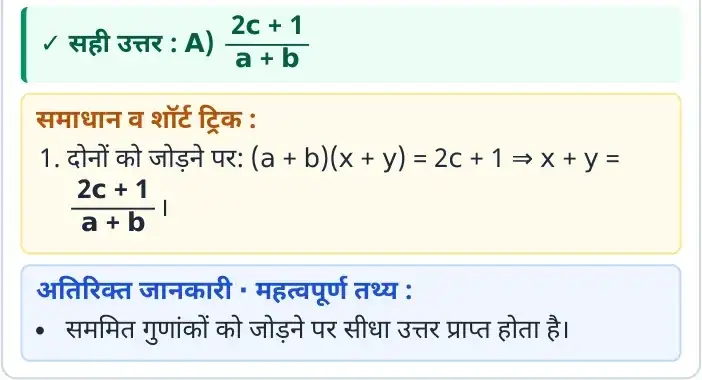 ✓ सही उत्तर : A) (2c + 1)/(a + b)
समाधान व शॉर्ट ट्रिक :
1. दोनों को जोड़ने पर: (a + b)(x + y) = 2c + 1 ⇒ x + y =
(2c + 1)/(a + b)।
अतिरिक्त जानकारी · महत्वपूर्ण तथ्य :
• सममित गुणांकों को जोड़ने पर सीधा उत्तर प्राप्त होता है।